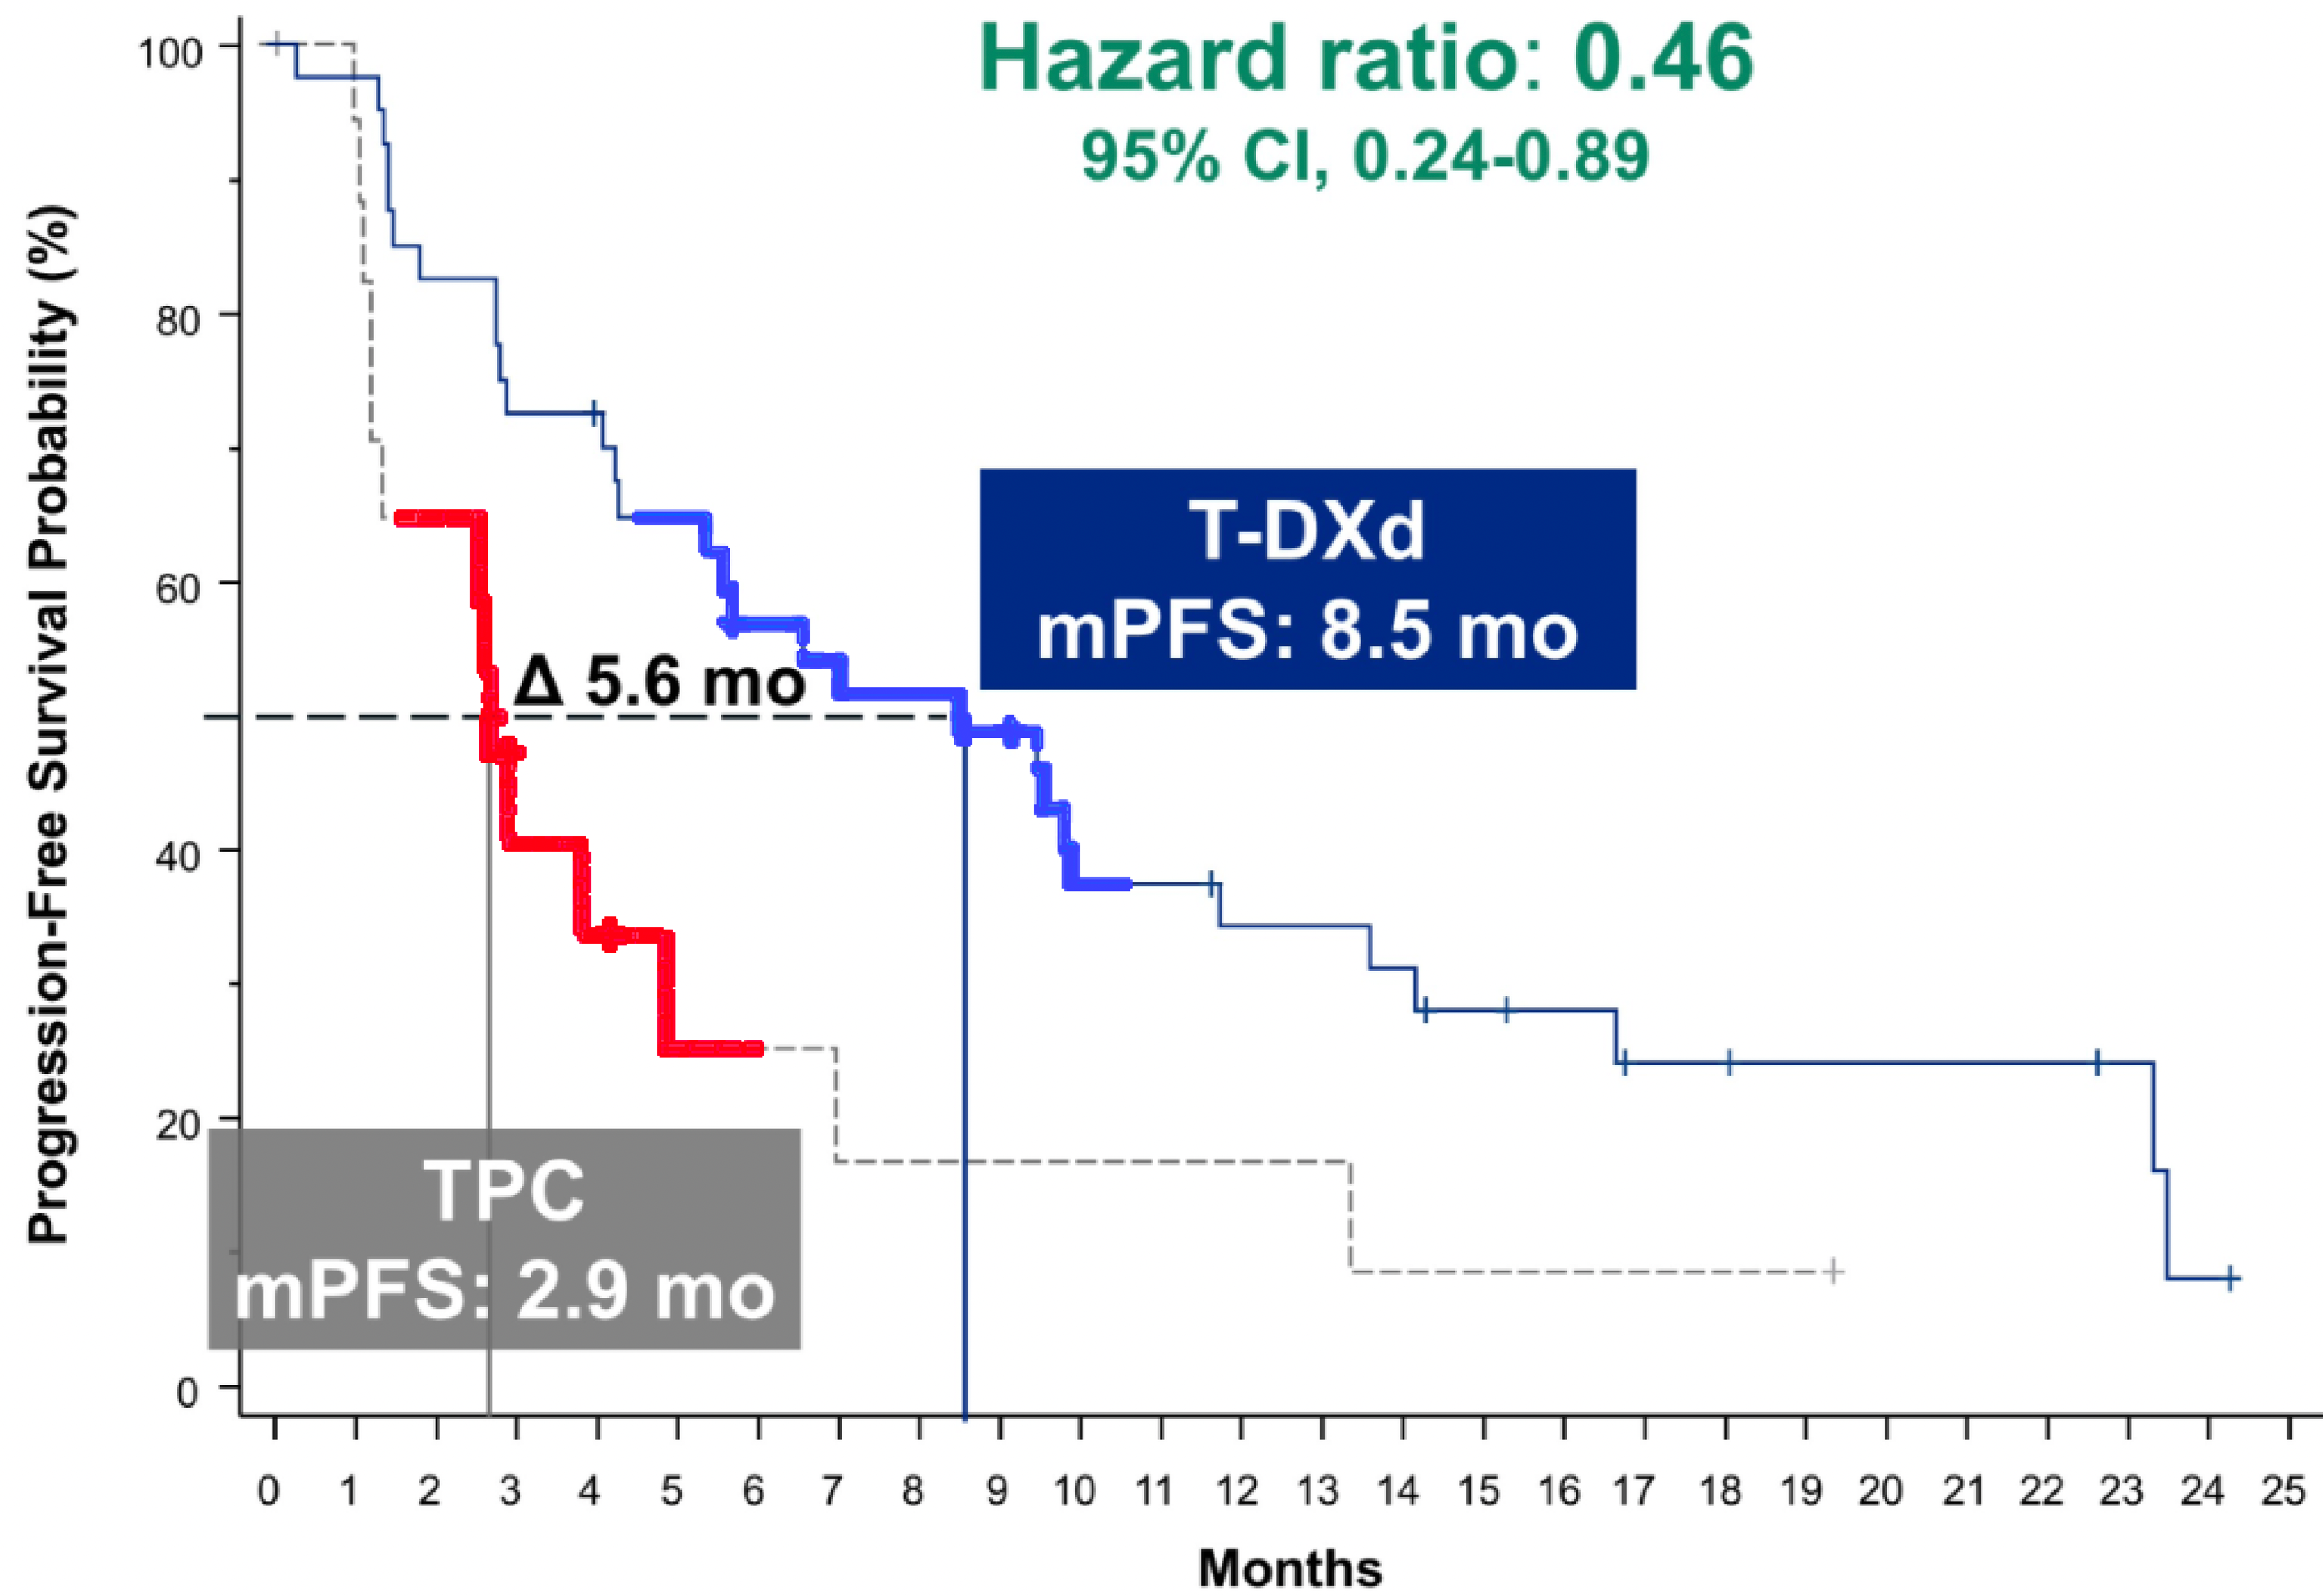 Hazard ratio: 0.46
95% CI, 0.24-0.89
Progression-Free Survival Probability (%)
100
80
60
40
20
0
T-DXd
mPFS: 8.5 mo
Δ 5.6 mo
TPC
mPFS: 2.9 mo
0 1 2 3 4 5 6 7 8 9 10 11 12 13 14 15 16 17 18 19 20 21 22 23 24 25
Months